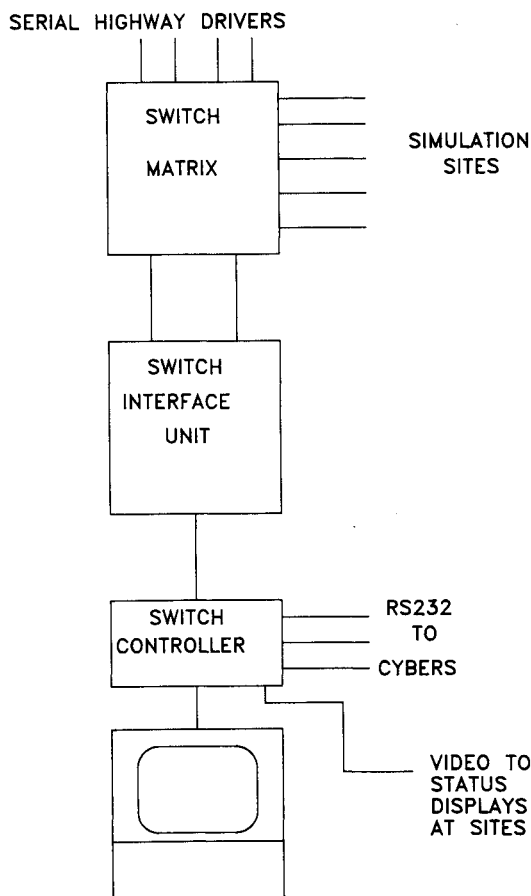 SERIAL HIGHWAY DRIVERS
SWITCH
MATRIX
SIMULATION
SITES
SWITCH
INTERFACE
UNIT
SWITCH
CONTROLLER
RS232
TO
CYBERS
VIDEO TO
STATUS
DISPLAYS
AT SITES